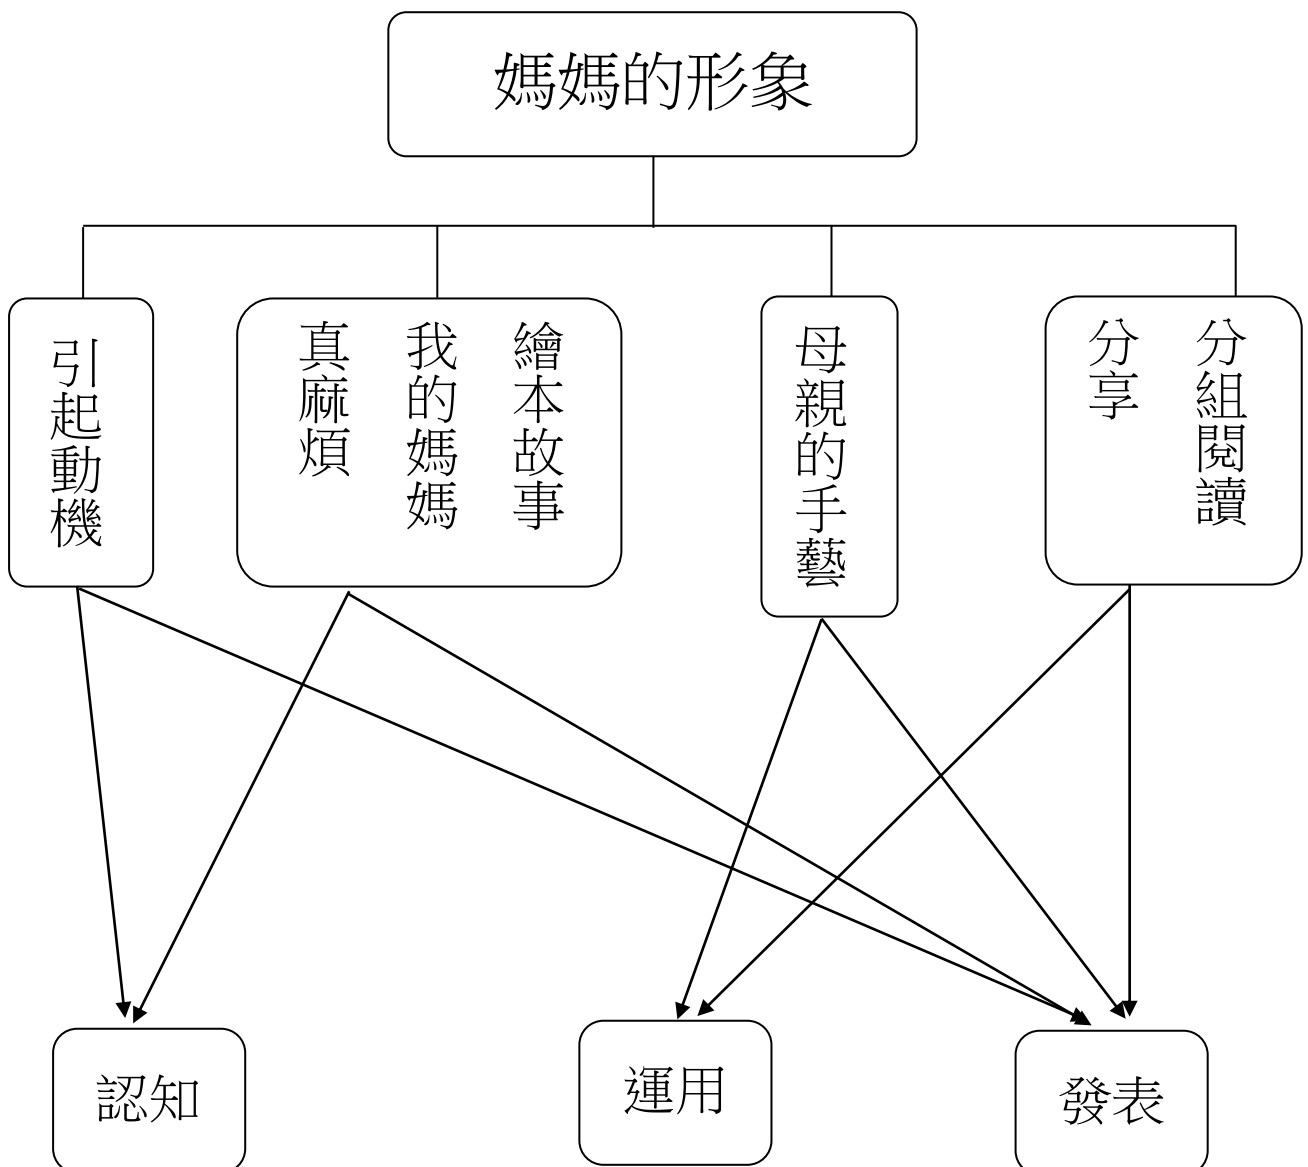 媽媽的形象
引起動機
繪本故事
我的媽媽
真麻煩
母親的手藝
分組閱讀
分享
認知
運用
發表